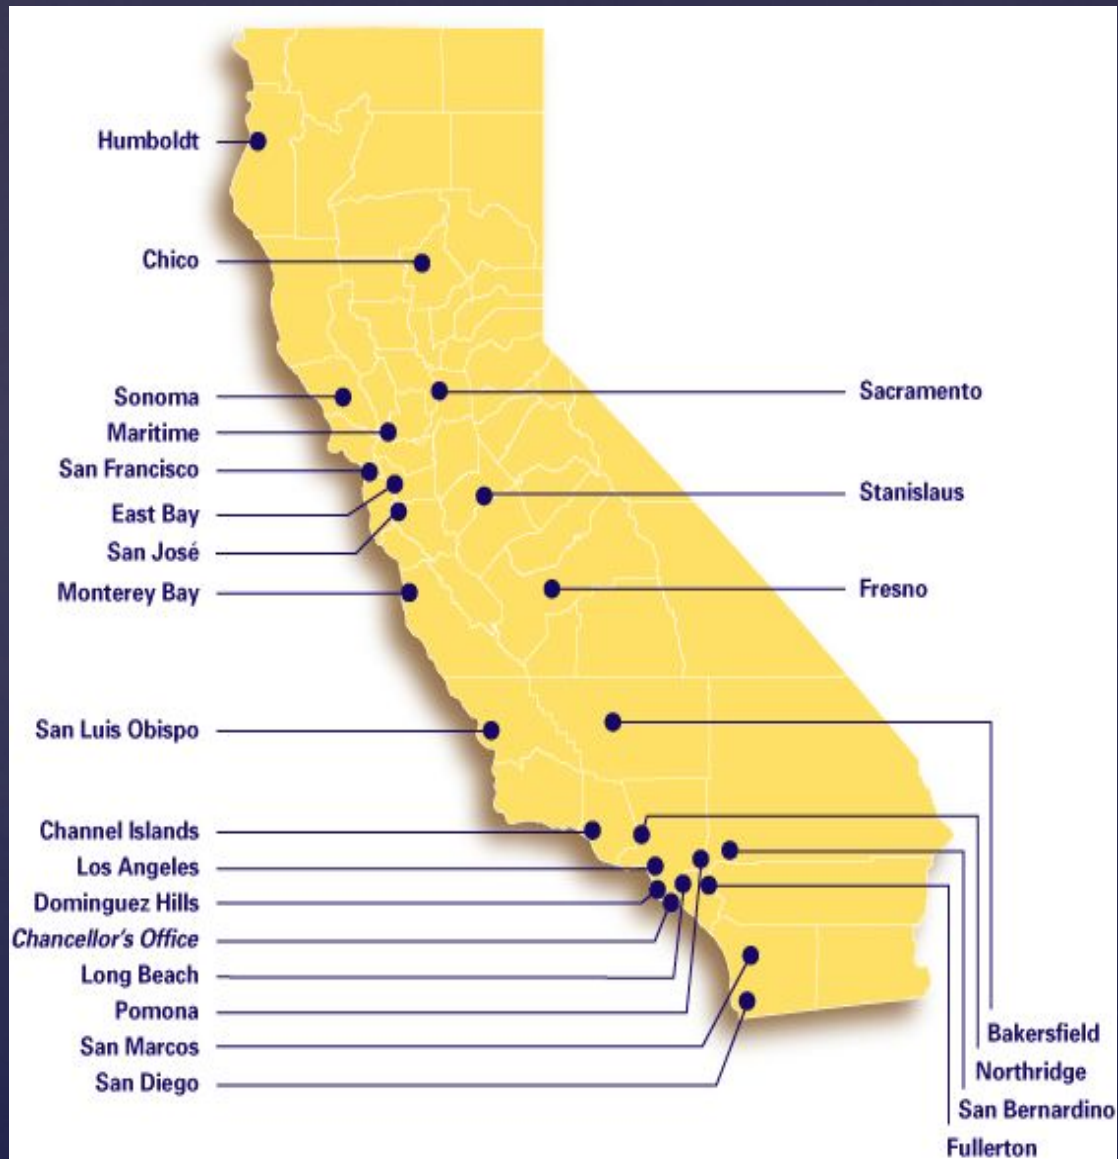 Humboldt
Chico
Sonoma
Maritime
San Francisco
East Bay
San José
Monterey Bay
San Luis Obispo
Channel Islands
Los Angeles
Dominguez Hills
Chancellor's Office
Long Beach
Pomona
San Marcos
San Diego
Sacramento
Stanislaus
Fresno
Bakersfield
Northridge
San Bernardino
Fullerton